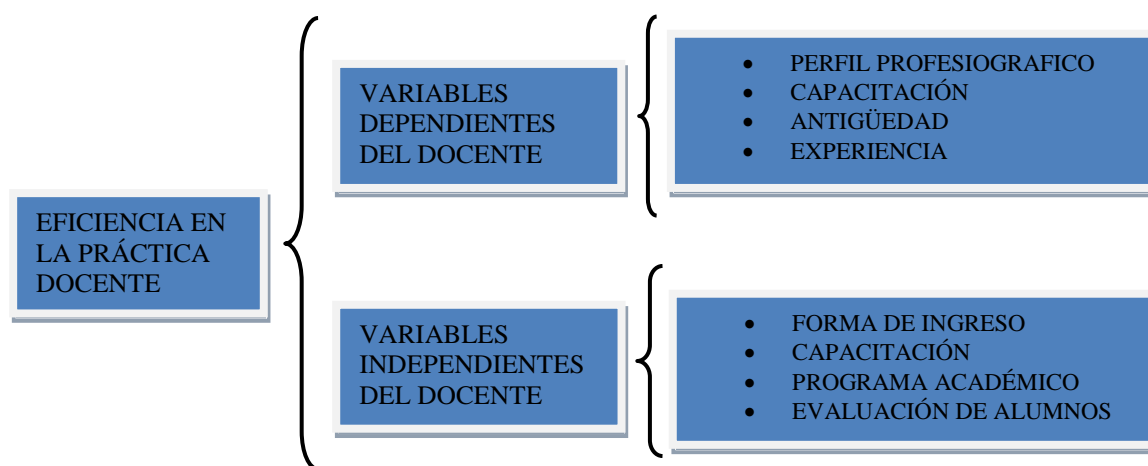 EFICIENCIA EN
LA PRÁCTICA
DOCENTE
VARIABLES
DEPENDIENTES
DEL DOCENTE
• PERFIL PROFESIOGRAFICO
• CAPACITACIÓN
• ANTIGÜEDAD
• EXPERIENCIA
VARIABLES
INDEPENDIENTES
DEL DOCENTE
• FORMA DE INGRESO
• CAPACITACIÓN
• PROGRAMA ACADÉMICO
• EVALUACIÓN DE ALUMNOS